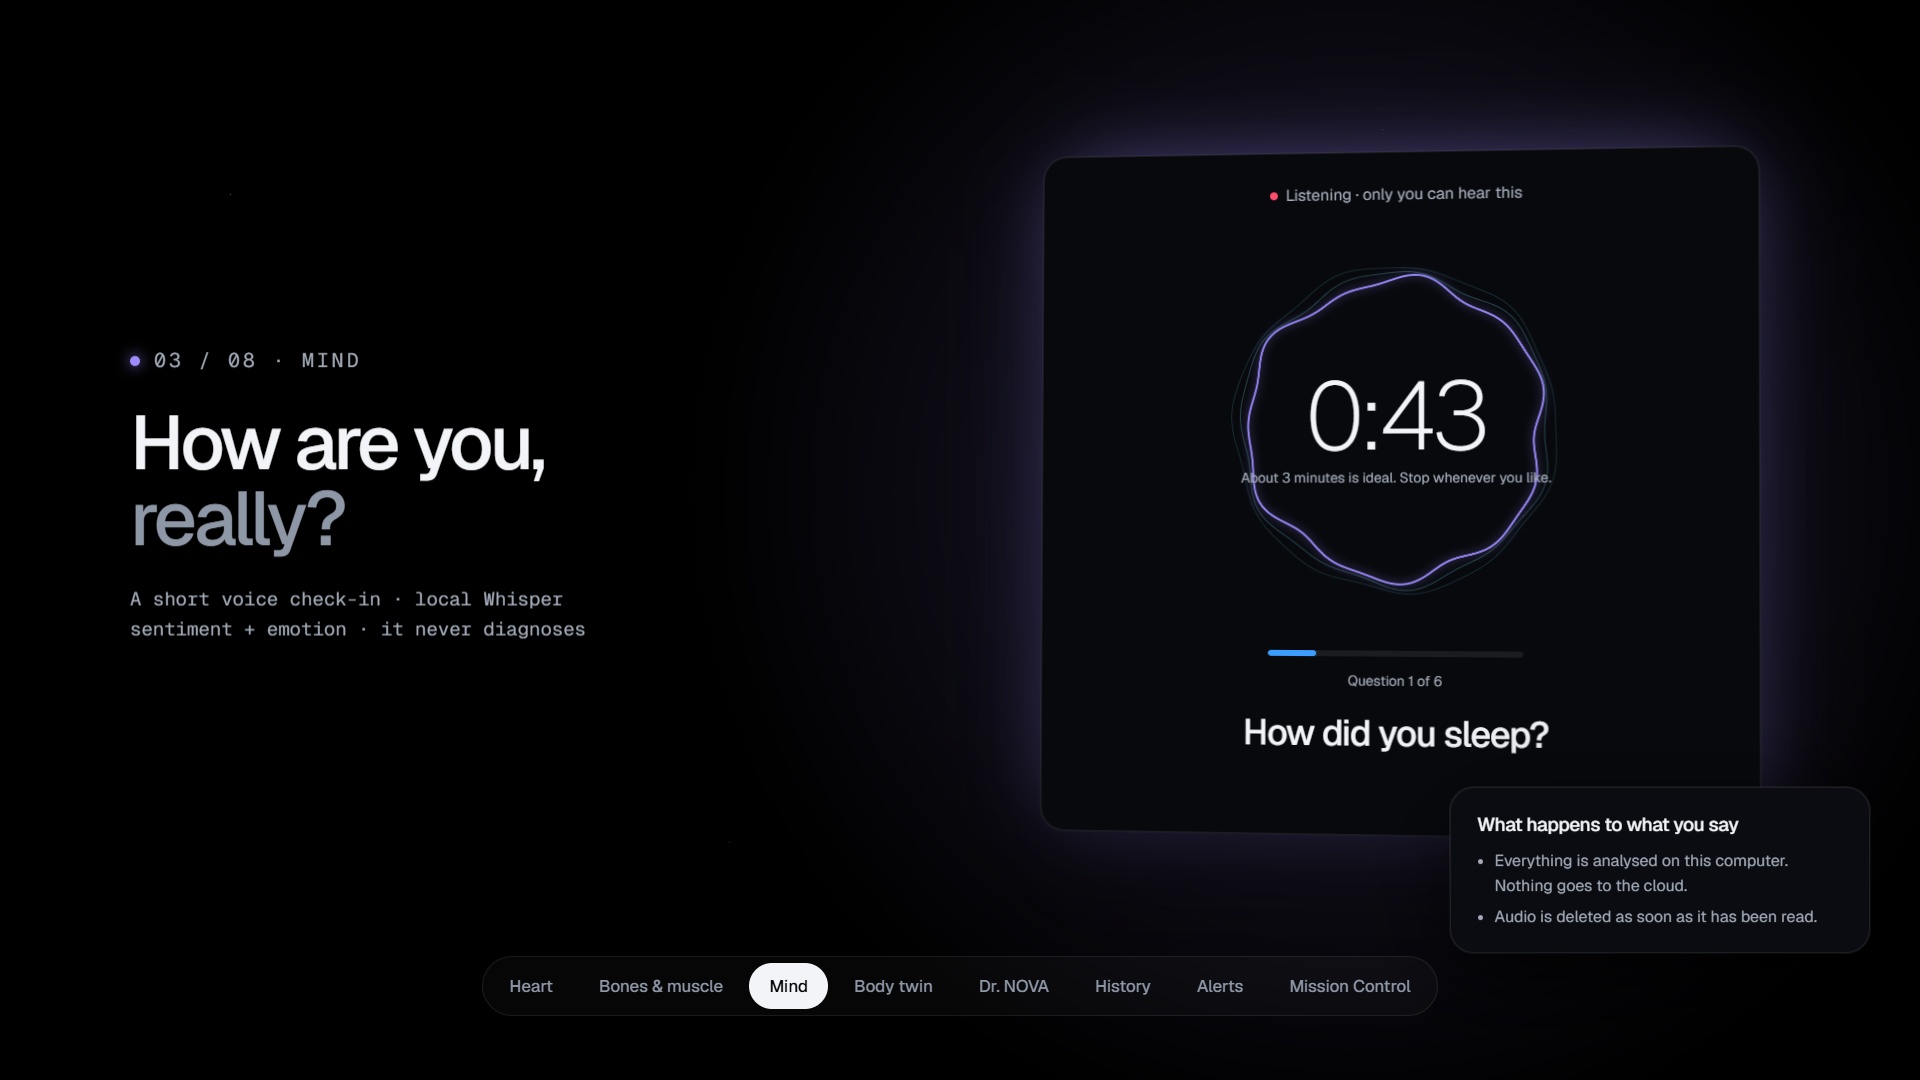 03 / 08 · MIND
How are you,
really?
A short voice check-in · local Whisper
sentiment + emotion · it never diagnoses
Listening · only you can hear this
0:43
About 3 minutes is ideal. Stop whenever you like.
Question 1 of 6
How did you sleep?
What happens to what you say
• Everything is analysed on this computer.
Nothing goes to the cloud.
• Audio is deleted as soon as it has been read.
Heart Bones & muscle Mind Body twin Dr. NOVA History Alerts Mission Control